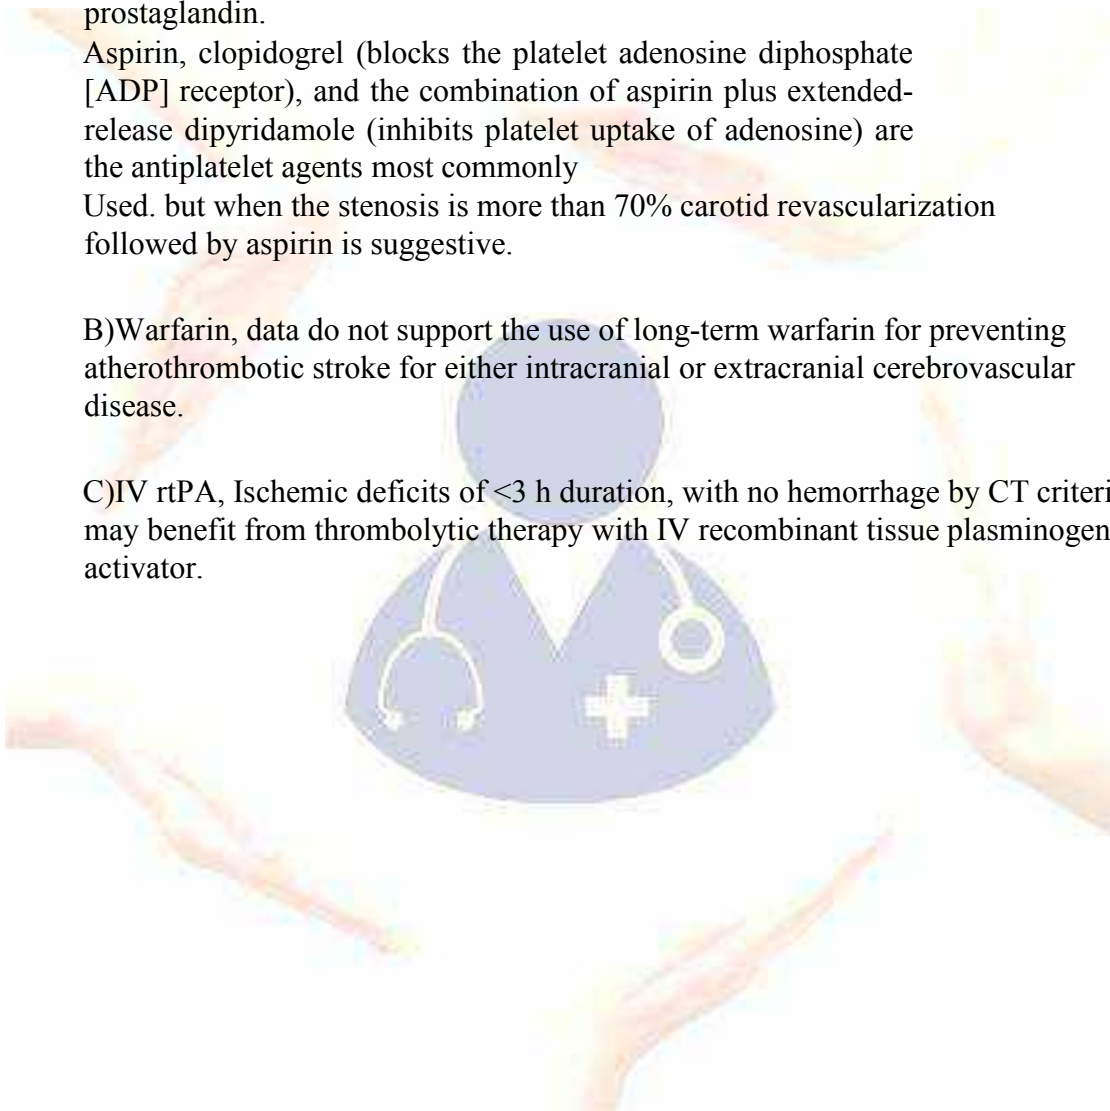 prostaglandin.
Aspirin, clopidogrel (blocks the platelet adenosine diphosphate
[ADP] receptor), and the combination of aspirin plus extended-
release dipyridamole (inhibits platelet uptake of adenosine) are
the antiplatelet agents most commonly
Used. but when the stenosis is more than 70% carotid revascularization
followed by aspirin is suggestive.
B)Warfarin, data do not support the use of long-term warfarin for preventing
atherothrombotic stroke for either intracranial or extracranial cerebrovascular
disease.
C)IV rtPA, Ischemic deficits of <3 h duration, with no hemorrhage by CT criteri
may benefit from thrombolytic therapy with IV recombinant tissue plasminogen
activator.